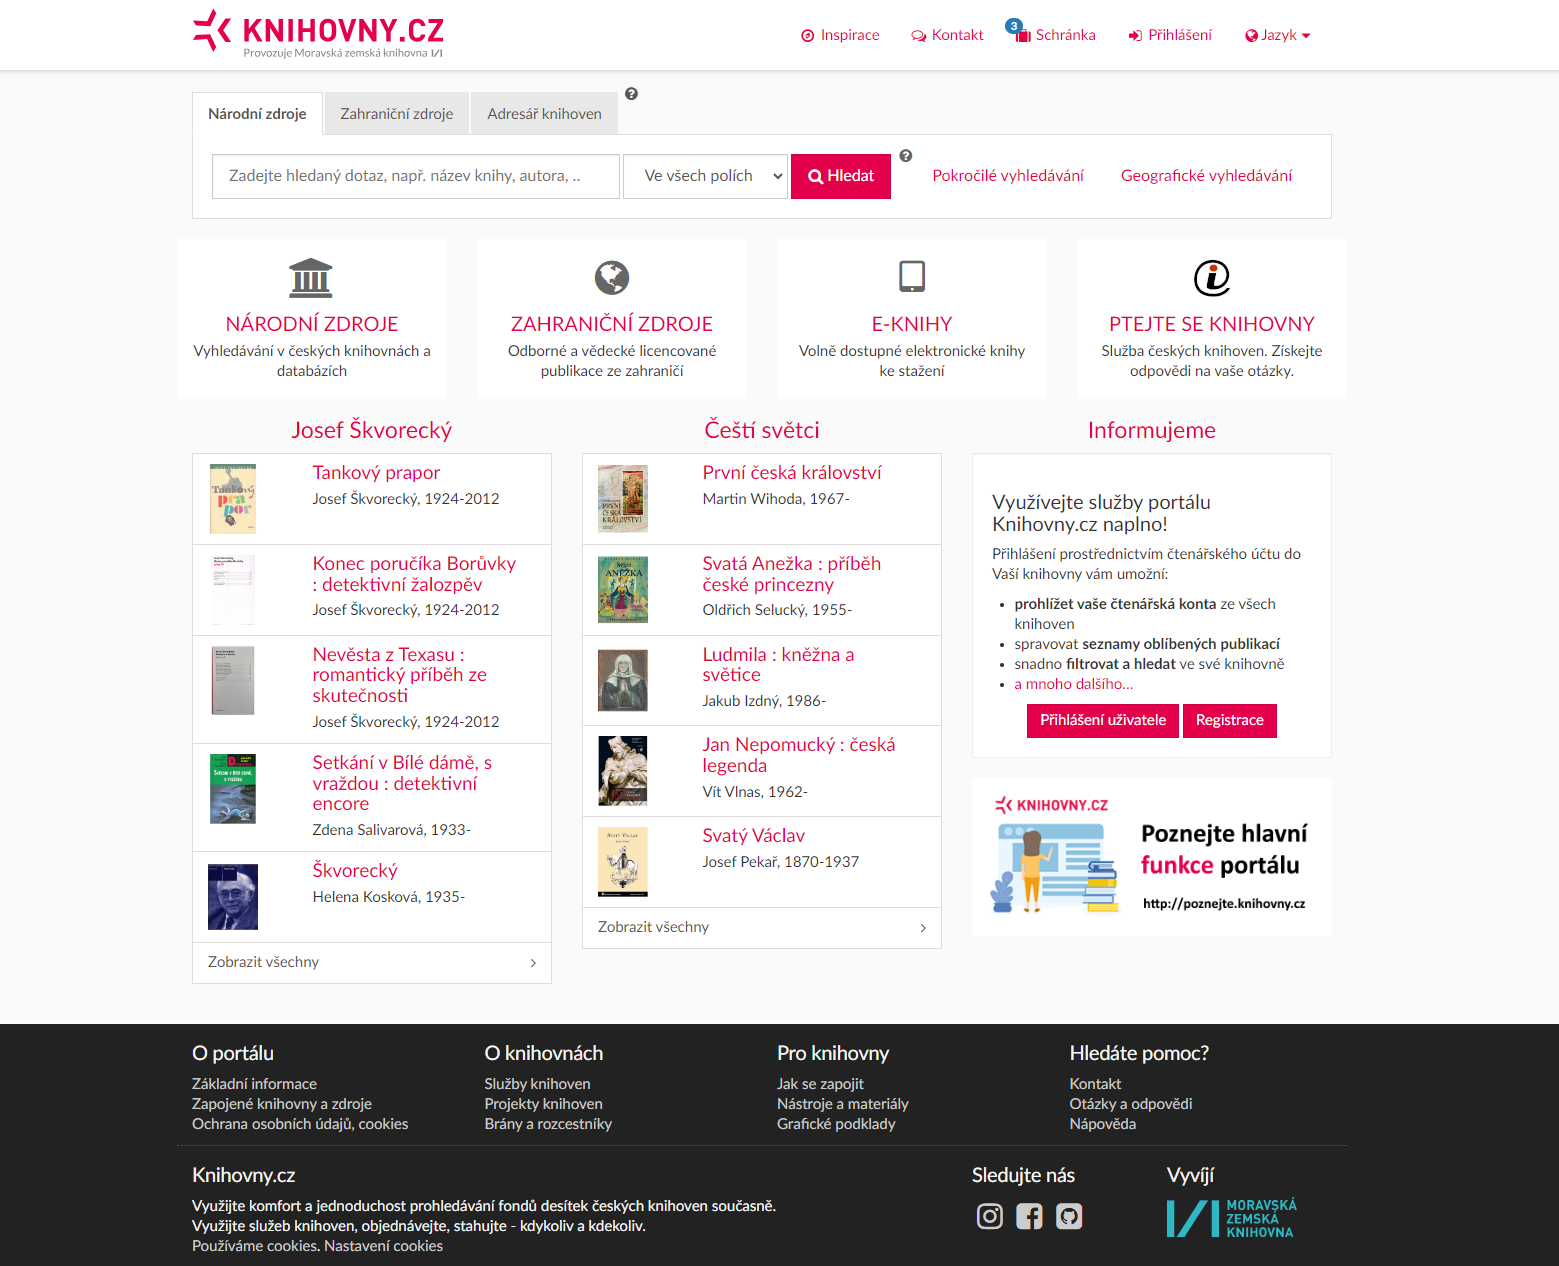 KNIHOVNY.CZ
Provozuje Moravská zemská knihovna
Inspirace
Kontakt
3
Schránka
Přihlášení
Jazyk
Národní zdroje
Zahraniční zdroje
Adresář knihoven
Zadejte hledaný dotaz, např. název knihy, autora, ..
Ve všech polích
Hledat
Pokročilé vyhledávání
Geografické vyhledávání
NÁRODNÍ ZDROJE
Vyhledávání v českých knihovnách a
databázích
ZAHRANIČNÍ ZDROJE
Odborné a vědecké licencované
publikace ze zahraničí
E-KNIHY
Volně dostupné elektronické knihy
ke stažení
PTEJTE SE KNIHOVNY
Služba českých knihoven. Získejte
odpovědi na vaše otázky.
Josef Škvorecký
Tankový
pra
por
Tankový prapor
Josef Škvorecký, 1924-2012
Konec poručíka Borůvky
: detektivní žalozpěv
Josef Škvorecký, 1924-2012
Nevěsta z Texasu :
romantický příběh ze
skutečnosti
Josef Škvorecký, 1924-2012
Setkání v Bílé dámě, s vraždou : detektivní
encore
Zdena Salivarová, 1933-
Škvorecký
Helena Kosková, 1935-
Zobrazit všechny
Čeští světci
PRVNÍ
ČESKÁ
KRÁLOVSTVÍ
První česká království
Martin Wihoda, 1967-
Svatá
ANEŽKA
Svatá Anežka : příběh
české princezny
Oldřich Selucký, 1955-
Ludmila : kněžna a
světice
Jakub Izdný, 1986-
Jan Nepomucký : česká
legenda
Vít Vlnas, 1962-
SVATÝ VÁCLAV
Svatý Václav
Josef Pekař, 1870-1937
Zobrazit všechny
Informujeme
Využívejte služby portálu
Knihovny.cz naplno!
Přihlášení prostřednictvím čtenářského účtu do
Vaší knihovny vám umožní:
prohlížet vaše čtenářská konta ze všech
knihoven
spravovat seznamy oblíbených publikací
snadno filtrovat a hledat ve své knihovně
a mnoho dalšího...
Přihlášení uživatele
Registrace
KNIHOVNY.CZ
Poznejte hlavní
funkce portálu
http://poznejte.knihovny.cz
O portálu
Základní informace
Zapojené knihovny a zdroje
Ochrana osobních údajů, cookies
O knihovnách
Služby knihoven
Projekty knihoven
Brány a rozcestníky
Pro knihovny
Jak se zapojit
Nástroje a materiály
Grafické podklady
Hledáte pomoc?
Kontakt
Otázky a odpovědi
Nápověda
Knihovny.cz
Využijte komfort a jednoduchost prohledávání fondů desítek českých knihoven současně.
Využijte služeb knihoven, objednávejte, stahujte - kdykoliv a kdekoliv.
Používáme cookies. Nastavení cookies
Sledujte nás
Vyvíjí
MORAVSKÁ
ZEMSKÁ
KNIHOVNA